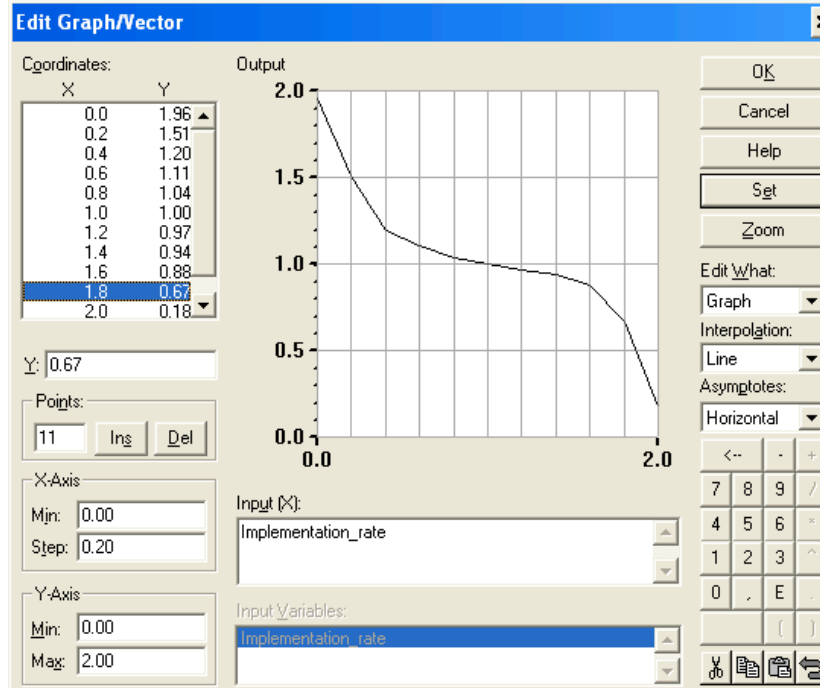 Edit Graph/Vector
Coordinates:
X Y
0.0 1.96
0.2 1.51
0.4 1.20
0.6 1.11
0.8 1.04
1.0 1.00
1.2 0.97
1.4 0.94
1.6 0.88
1.8 0.67
2.0 0.18
Y: 0.67
Points:
11 Ins Del
X-Axis
Min: 0.00
Step: 0.20
Y-Axis
Min: 0.00
Max: 2.00
Output
2.0
1.5
1.0
0.5
0.0
0.0 2.0
Input (X):
Implementation_rate
Input Variables:
Implementation_rate
OK
Cancel
Help
Set
Zoom
Edit What:
Graph
Interpolation:
Line
Asymptotes:
Horizontal
<-- - +
7 8 9 /
4 5 6 *
1 2 3 ^
0 , E .
( )